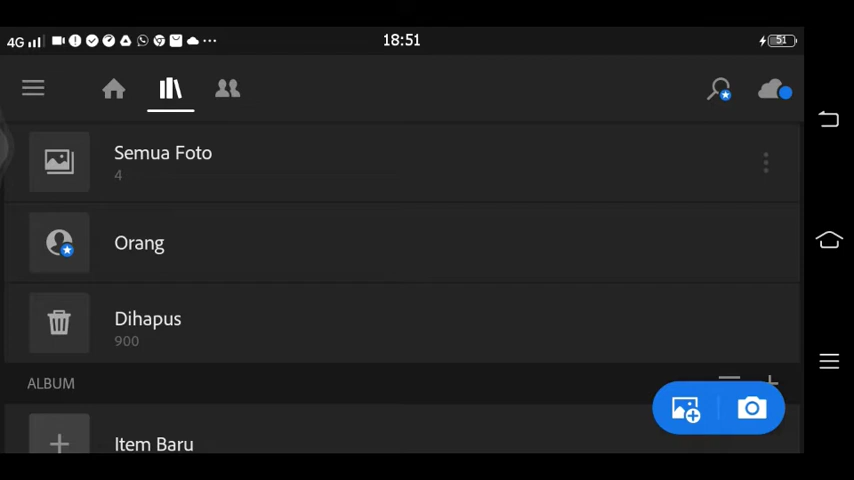 4G 18:51 51
Semua Foto
4
Orang
Dihapus
900
ALBUM
Item Baru